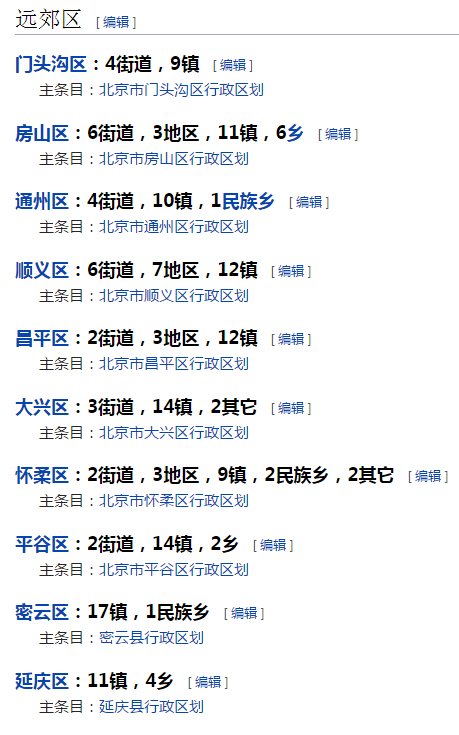 远郊区 [编辑]
门头沟区：4街道，9镇 [编辑]
主条目：北京市门头沟区行政区划
房山区：6街道，3地区，11镇，6乡 [编辑]
主条目：北京市房山区行政区划
通州区：4街道，10镇，1民族乡 [编辑]
主条目：北京市通州区行政区划
顺义区：6街道，7地区，12镇 [编辑]
主条目：北京市顺义区行政区划
昌平区：2街道，3地区，12镇 [编辑]
主条目：北京市昌平区行政区划
大兴区：3街道，14镇，2其它 [编辑]
主条目：北京市大兴区行政区划
怀柔区：2街道，3地区，9镇，2民族乡，2其它 [编辑]
主条目：北京市怀柔区行政区划
平谷区：2街道，14镇，2乡 [编辑]
主条目：北京市平谷区行政区划
密云区：17镇，1民族乡 [编辑]
主条目：密云县行政区划
延庆区：11镇，4乡 [编辑]
主条目：延庆县行政区划